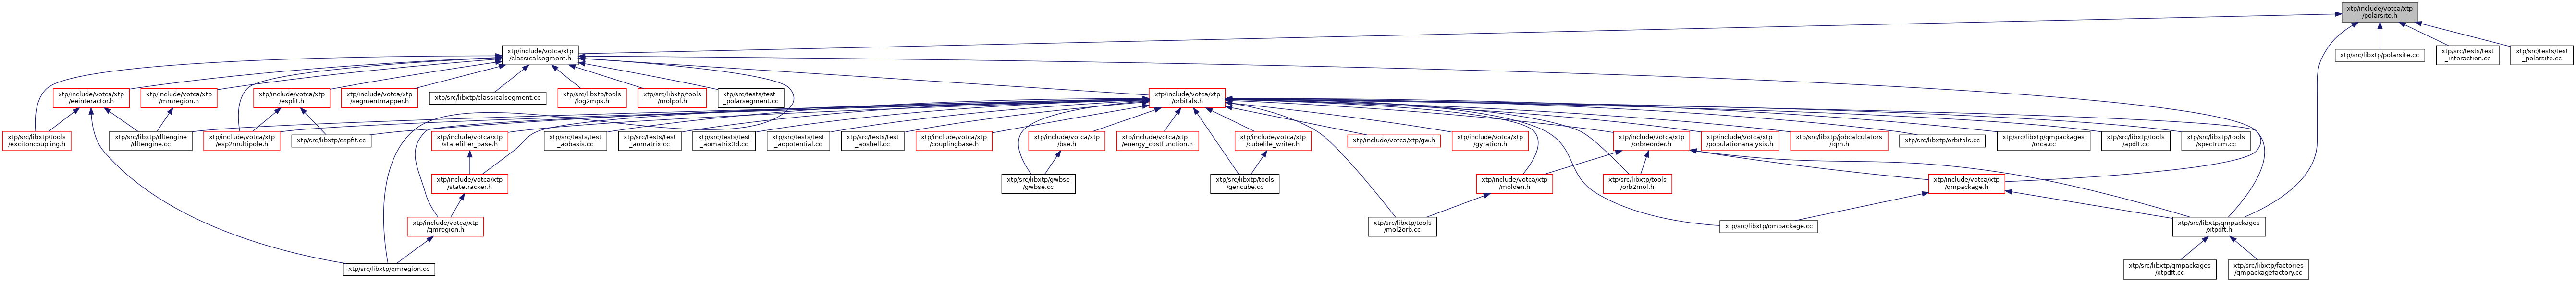 xtp/include/votca/xtp
/polarsite.h
xtp/include/votca/xtp
/classicalsegment.h
xtp/src/libxtp/polarsite.cc
xtp/src/tests/test
_interaction.cc
xtp/src/tests/test
_polarsite.cc
xtp/include/votca/xtp
/eeinteractor.h
xtp/include/votca/xtp
/mmregion.h
xtp/include/votca/xtp
/espfit.h
xtp/include/votca/xtp
/segmentmapper.h
xtp/src/libxtp/classicalsegment.cc
xtp/src/libxtp/tools
/log2mps.h
xtp/src/libxtp/tools
/molpol.h
xtp/src/tests/test
_polarsegment.cc
xtp/include/votca/xtp
/orbitals.h
xtp/src/libxtp/tools
/excitoncoupling.h
xtp/src/libxtp/dftengine
/dftengine.cc
xtp/include/votca/xtp
/esp2multipole.h
xtp/src/libxtp/espfit.cc
xtp/include/votca/xtp
/statefilter_base.h
xtp/src/tests/test
_aobasis.cc
xtp/src/tests/test
_aomatrix.cc
xtp/src/tests/test
_aomatrix3d.cc
xtp/src/tests/test
_aopotential.cc
xtp/src/tests/test
_aoshell.cc
xtp/include/votca/xtp
/couplingbase.h
xtp/include/votca/xtp
/bse.h
xtp/include/votca/xtp
/energy_costfunction.h
xtp/include/votca/xtp
/cubefile_writer.h
xtp/include/votca/xtp/gw.h
xtp/include/votca/xtp
/gyration.h
xtp/include/votca/xtp
/orbreorder.h
xtp/include/votca/xtp
/populationanalysis.h
xtp/src/libxtp/jobcalculators
/iqm.h
xtp/src/libxtp/orbitals.cc
xtp/src/libxtp/qmpackages
/orca.cc
xtp/src/libxtp/tools
/apdft.cc
xtp/src/libxtp/tools
/spectrum.cc
xtp/include/votca/xtp
/statetracker.h
xtp/src/libxtp/gwbse
/gwbse.cc
xtp/src/libxtp/tools
/gencube.cc
xtp/include/votca/xtp
/molden.h
xtp/src/libxtp/tools
/orb2mol.h
xtp/include/votca/xtp
/qmpackage.h
xtp/include/votca/xtp
/qmregion.h
xtp/src/libxtp/tools
/mol2orb.cc
xtp/src/libxtp/qmpackage.cc
xtp/src/libxtp/qmpackages
/xtpdft.h
xtp/src/libxtp/qmregion.cc
xtp/src/libxtp/qmpackages
/xtpdft.cc
xtp/src/libxtp/factories
/qmpackagefactory.cc